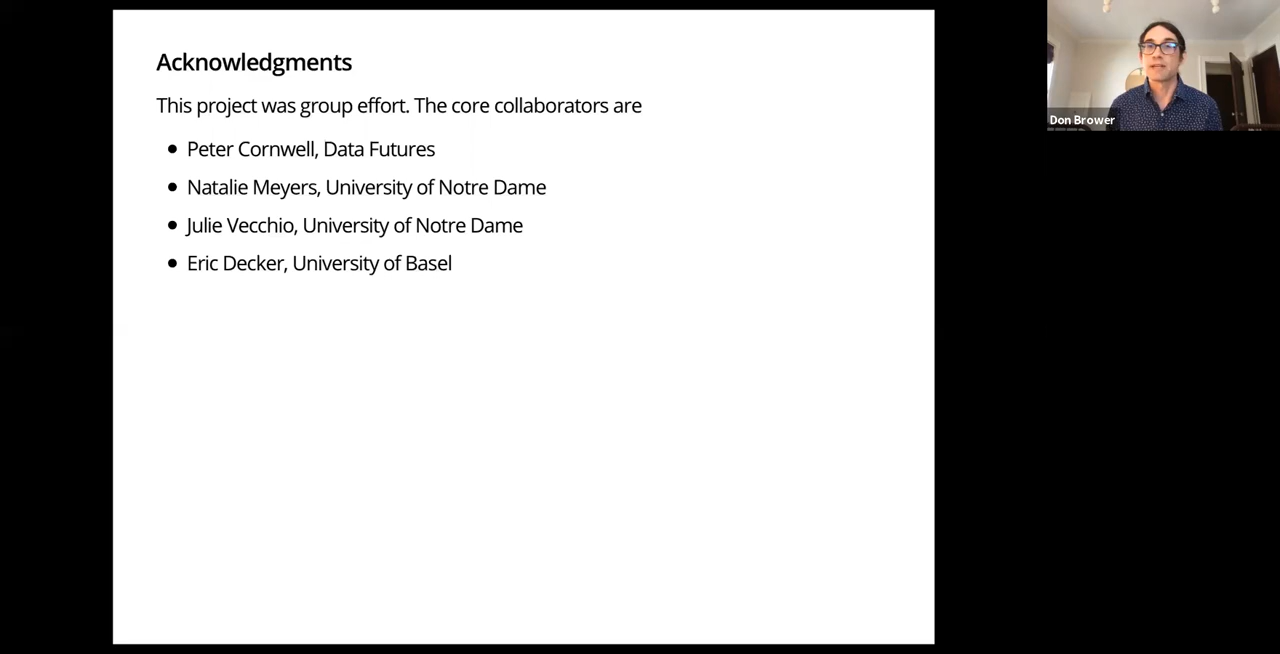 Acknowledgments
This project was group effort. The core collaborators are
Peter Cornwell, Data Futures
Natalie Meyers, University of Notre Dame
Julie Vecchio, University of Notre Dame
Eric Decker, University of Basel
Don Brower